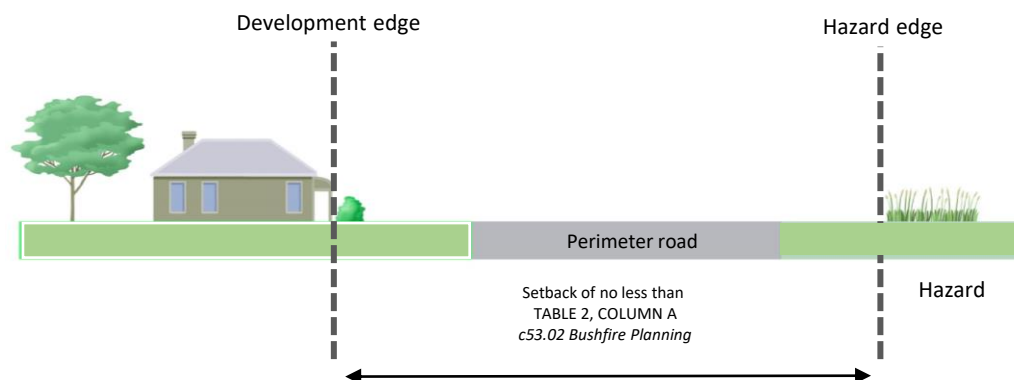 Development edge
Hazard edge
Perimeter road
Hazard
Setback of no less than
TABLE 2, COLUMN A
c53.02 Bushfire Planning